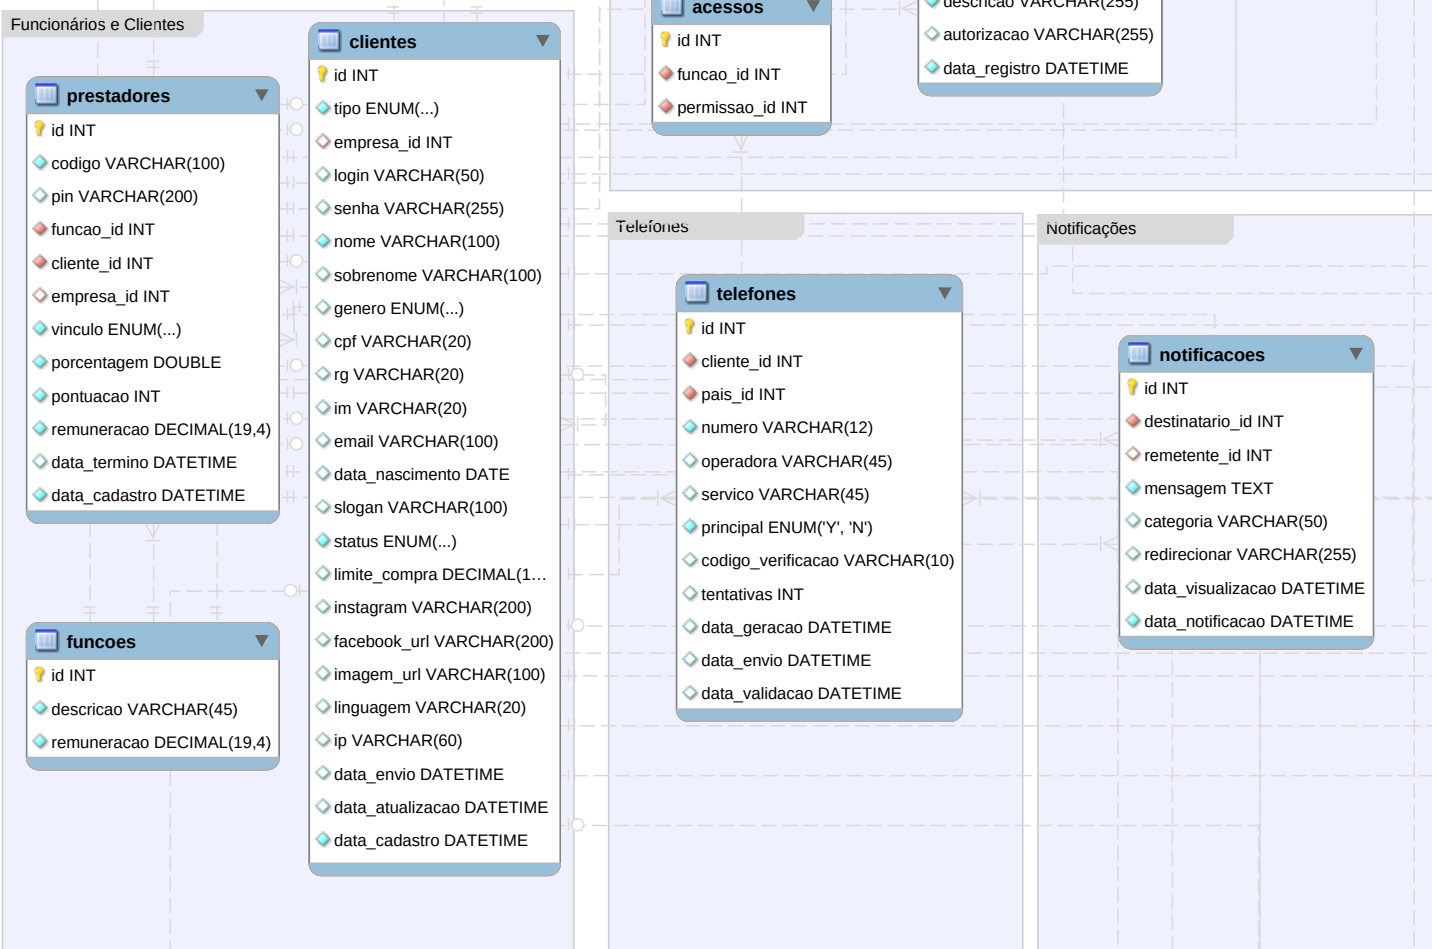 Funcionários e Clientes
prestadores
id INT
codigo VARCHAR(100)
pin VARCHAR(200)
funcao_id INT
cliente_id INT
empresa_id INT
vinculo ENUM(...)
porcentagem DOUBLE
pontuacao INT
remuneracao DECIMAL(19,4)
data_termino DATETIME
data_cadastro DATETIME
funcoes
id INT
descricao VARCHAR(45)
remuneracao DECIMAL(19,4)
clientes
id INT
tipo ENUM(...)
empresa_id INT
login VARCHAR(50)
senha VARCHAR(255)
nome VARCHAR(100)
sobrenome VARCHAR(100)
genero ENUM(...)
cpf VARCHAR(20)
rg VARCHAR(20)
im VARCHAR(20)
email VARCHAR(100)
data_nascimento DATE
slogan VARCHAR(100)
status ENUM(...)
limite_compra DECIMAL(1...
instagram VARCHAR(200)
facebook_url VARCHAR(200)
imagem_url VARCHAR(100)
linguagem VARCHAR(20)
ip VARCHAR(60)
data_envio DATETIME
data_atualizacao DATETIME
data_cadastro DATETIME
acessos
id INT
funcao_id INT
permissao_id INT
descricao VARCHAR(255)
autorizacao VARCHAR(255)
data_registro DATETIME
Telefones
telefones
id INT
cliente_id INT
pais_id INT
numero VARCHAR(12)
operadora VARCHAR(45)
servico VARCHAR(45)
principal ENUM('Y', 'N')
codigo_verificacao VARCHAR(10)
tentativas INT
data_geracao DATETIME
data_envio DATETIME
data_validacao DATETIME
Notificações
notificacoes
id INT
destinatario_id INT
remetente_id INT
mensagem TEXT
categoria VARCHAR(50)
redirecionar VARCHAR(255)
data_visualizacao DATETIME
data_notificacao DATETIME